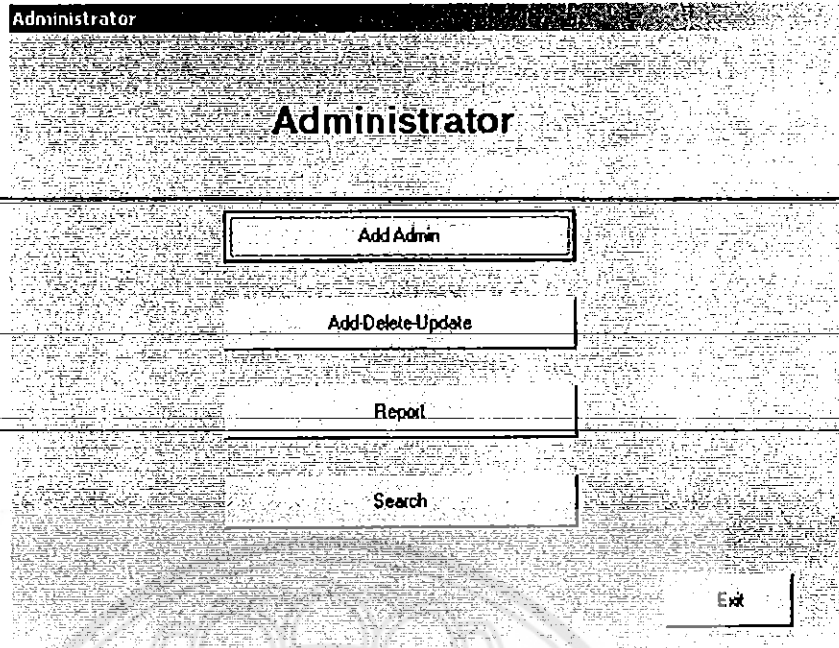 Administrator
Administrator
Add Admin
Add-Delete-Update
Report
Search
Exit